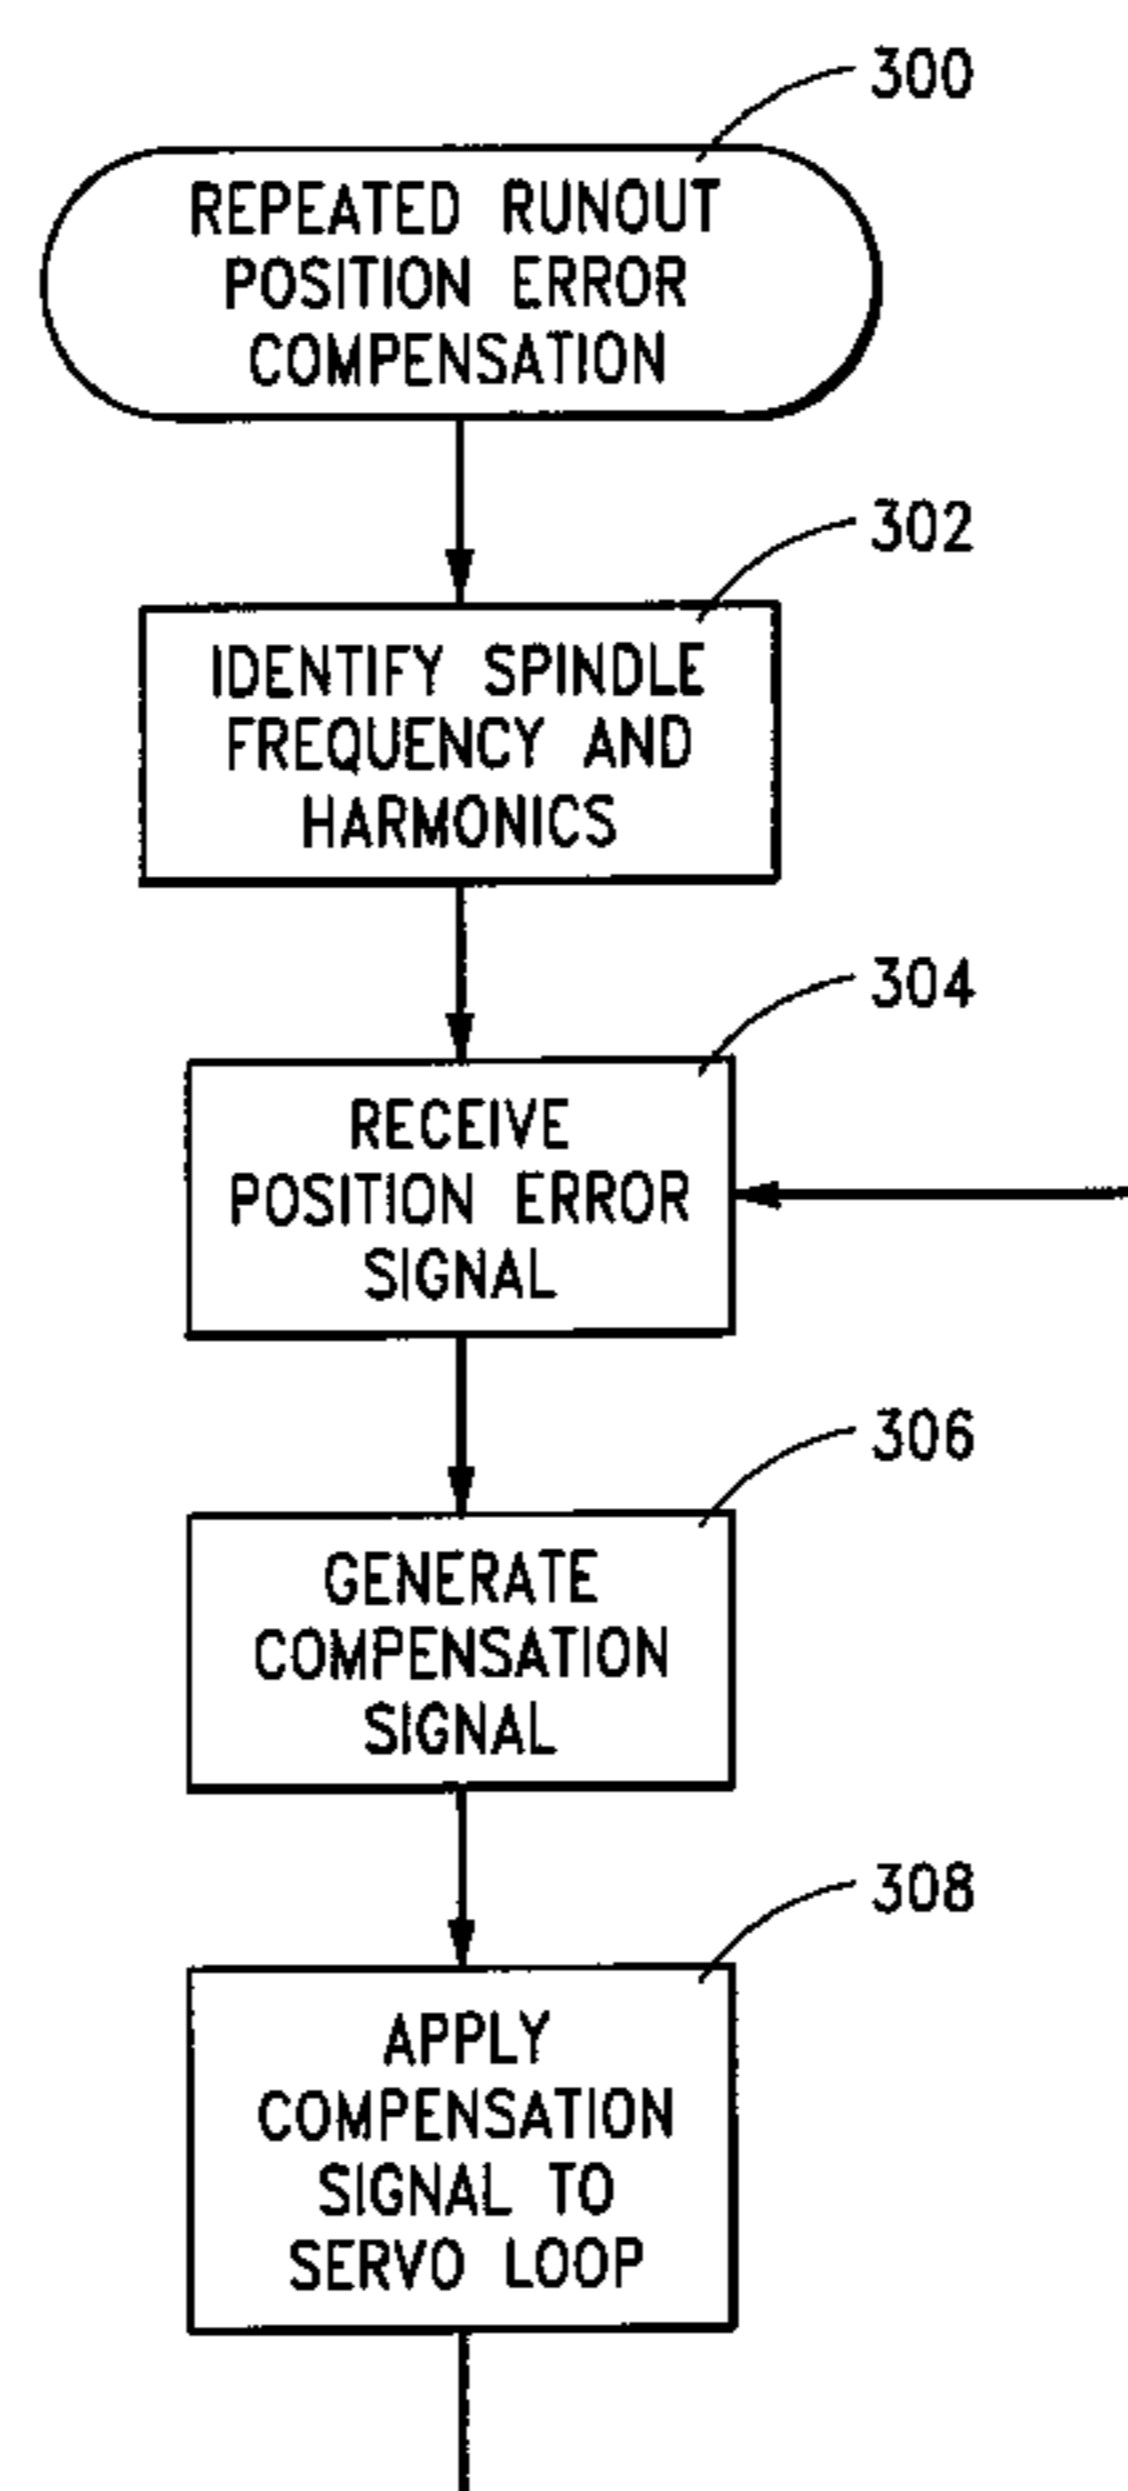 300
REPEATED RUNOUT
POSITION ERROR
COMPENSATION
302
IDENTIFY SPINDLE
FREQUENCY AND
HARMONICS
304
RECEIVE
POSITION ERROR
SIGNAL
306
GENERATE
COMPENSATION
SIGNAL
308
APPLY
COMPENSATION
SIGNAL TO
SERVO LOOP